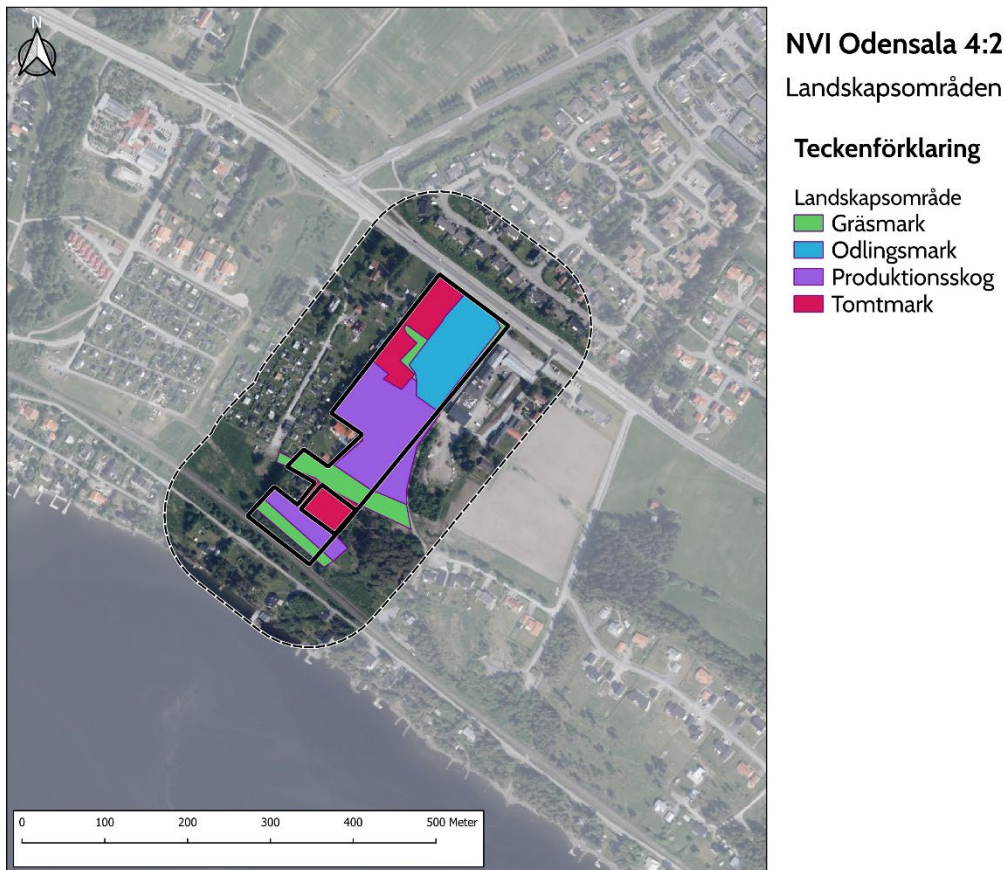 N
NVI Odensala 4:2
Landskapsområden
Teckenförklaring
Landskapsområde
Gräsmark
Odlingsmark
Produktionsskog
Tomtmark
0 100 200 300 400 500 Meter